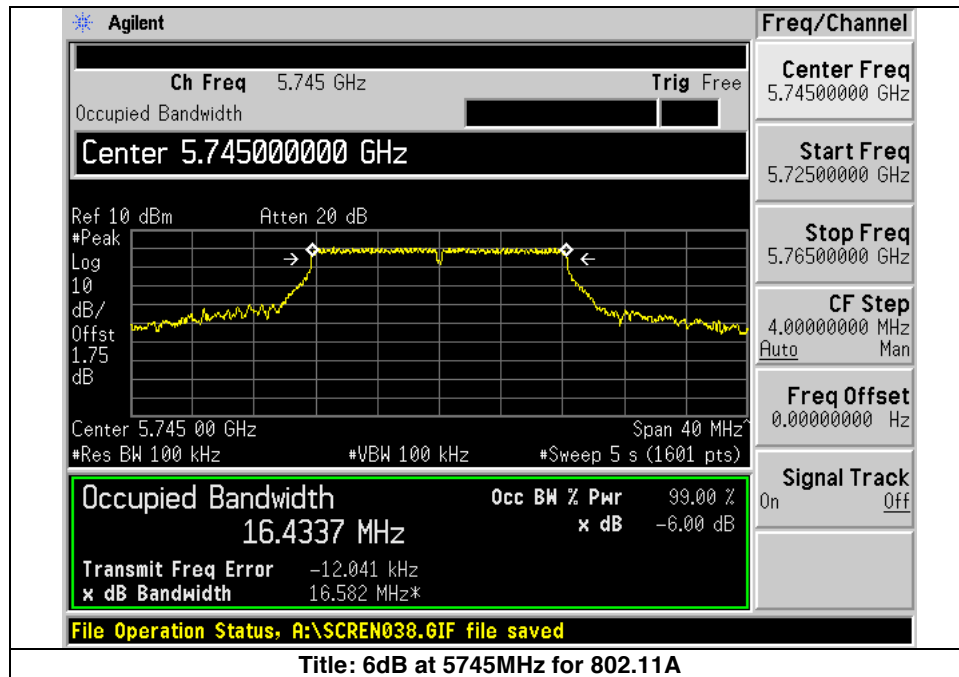 Agilent
Freq/Channel
Ch Freq 5.745 GHz Trig Free
Occupied Bandwidth
Center 5.745000000 GHz
Ref 10 dBm Atten 20 dB
#Peak
Log
10
dB/
Offst
1.75
dB
Center 5.745 00 GHz Span 40 MHz^
#Res BW 100 kHz #VBW 100 kHz #Sweep 5 s (1601 pts)
Occupied Bandwidth Occ BW % Pwr 99.00 %
16.4337 MHz x dB -6.00 dB
Transmit Freq Error -12.041 kHz
x dB Bandwidth 16.582 MHz*
File Operation Status, A:\SCREN038.GIF file saved
Center Freq
5.74500000 GHz
Start Freq
5.72500000 GHz
Stop Freq
5.76500000 GHz
CF Step
4.00000000 MHz
Auto Man
Freq Offset
0.00000000 Hz
Signal Track
On Off
Title: 6dB at 5745MHz for 802.11A